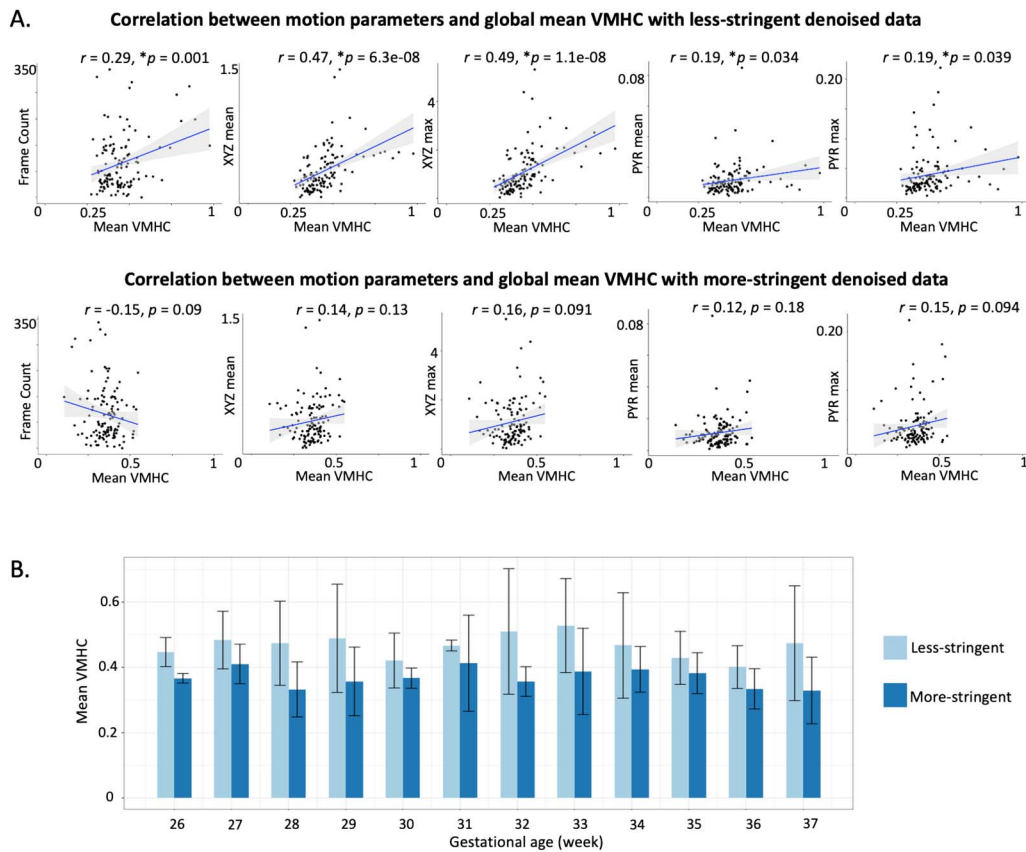 A.
Correlation between motion parameters and global mean VMHC with less-stringent denoised data
r = 0.29, *p = 0.001
350
Frame Count
0
0.25
1
Mean VMHC
r = 0.47, *p = 6.3e-08
1.5
XYZ mean
0
0.25
1
Mean VMHC
r = 0.49, *p = 1.1e-08
4
XYZ max
0
0.25
1
Mean VMHC
r = 0.19, *p = 0.034
0.08
PYR mean
0
0.25
1
Mean VMHC
r = 0.19, *p = 0.039
0.20
PYR max
0
0.25
1
Mean VMHC
Correlation between motion parameters and global mean VMHC with more-stringent denoised data
r = -0.15, p = 0.09
350
Frame Count
0
0.5
1
Mean VMHC
r = 0.14, p = 0.13
1.5
XYZ mean
0
0.5
1
Mean VMHC
r = 0.16, p = 0.091
4
XYZ max
0
0.5
1
Mean VMHC
r = 0.12, p = 0.18
0.08
PYR mean
0
0.5
1
Mean VMHC
r = 0.15, p = 0.094
0.20
PYR max
0
0.5
1
Mean VMHC
B.
Mean VMHC
0.6
0.4
0.2
0
26 27 28 29 30 31 32 33 34 35 36 37
Gestational age (week)
Less-stringent
More-stringent